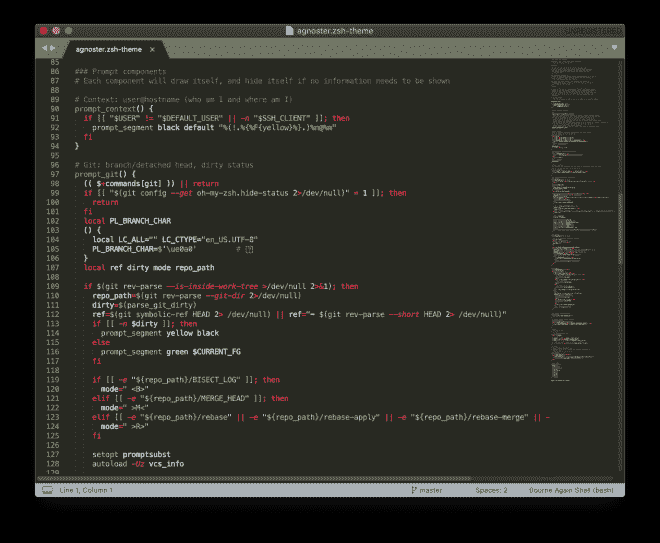 agnoster.zsh-theme
UNREGISTERED
agnoster.zsh-theme ×
85
86 ### Prompt components
87 # Each component will draw itself, and hide itself if no information needs to be shown
88
89 # Context: user@hostname (who am I and where am I)
90 prompt_context() {
91 if [[ "$USER" != "$DEFAULT_USER" || -n "$SSH_CLIENT" ]]; then
92 prompt_segment black default "%(!.%{%F{yellow}%}.)%n@%m"
93 fi
94 }
95
96 # Git: branch/detached head, dirty status
97 prompt_git() {
98 (( $+commands[git] )) || return
99 if [[ "$(git config --get oh-my-zsh.hide-status 2>/dev/null)" = 1 ]]; then
100 return
101 fi
102 local PL_BRANCH_CHAR
103 () {
104 local LC_ALL="" LC_CTYPE="en_US.UTF-8"
105 PL_BRANCH_CHAR=$'\ue0a0' #
106 }
107 local ref dirty mode repo_path
108
109 if $(git rev-parse --is-inside-work-tree >/dev/null 2>&1); then
110 repo_path=$(git rev-parse --git-dir 2>/dev/null)
111 dirty=$(parse_git_dirty)
112 ref=$(git symbolic-ref HEAD 2> /dev/null) || ref="➦ $(git rev-parse --short HEAD 2> /dev/null)"
113 if [[ -n $dirty ]]; then
114 prompt_segment yellow black
115 else
116 prompt_segment green $CURRENT_FG
117 fi
118
119 if [[ -e "${repo_path}/BISECT_LOG" ]]; then
120 mode=" <B>"
121 elif [[ -e "${repo_path}/MERGE_HEAD" ]]; then
122 mode=" >M<"
123 elif [[ -e "${repo_path}/rebase" || -e "${repo_path}/rebase-apply" || -e "${repo_path}/rebase-merge" || -
124 mode=" >R>"
125 fi
126
127 setopt promptsubst
128 autoload -Uz vcs_info
129
Line 1, Column 1 master Spaces: 2 Bourne Again Shell (bash)